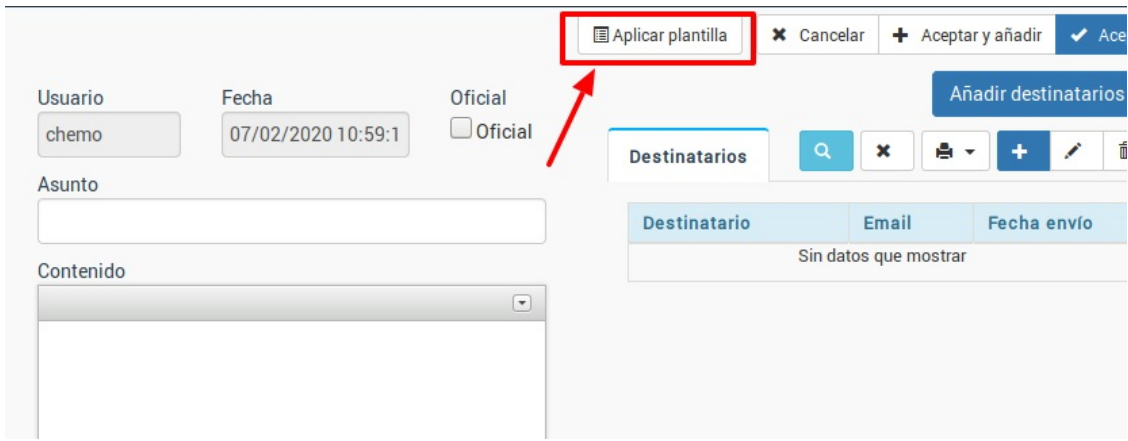 Aplicar plantilla
Cancelar
Aceptar y añadir
Ace
Usuario
Fecha
Oficial
Añadir destinatarios
chemo
07/02/2020 10:59:1
Oficial
Destinatarios
Asunto
Destinatario
Email
Fecha envío
Sin datos que mostrar
Contenido